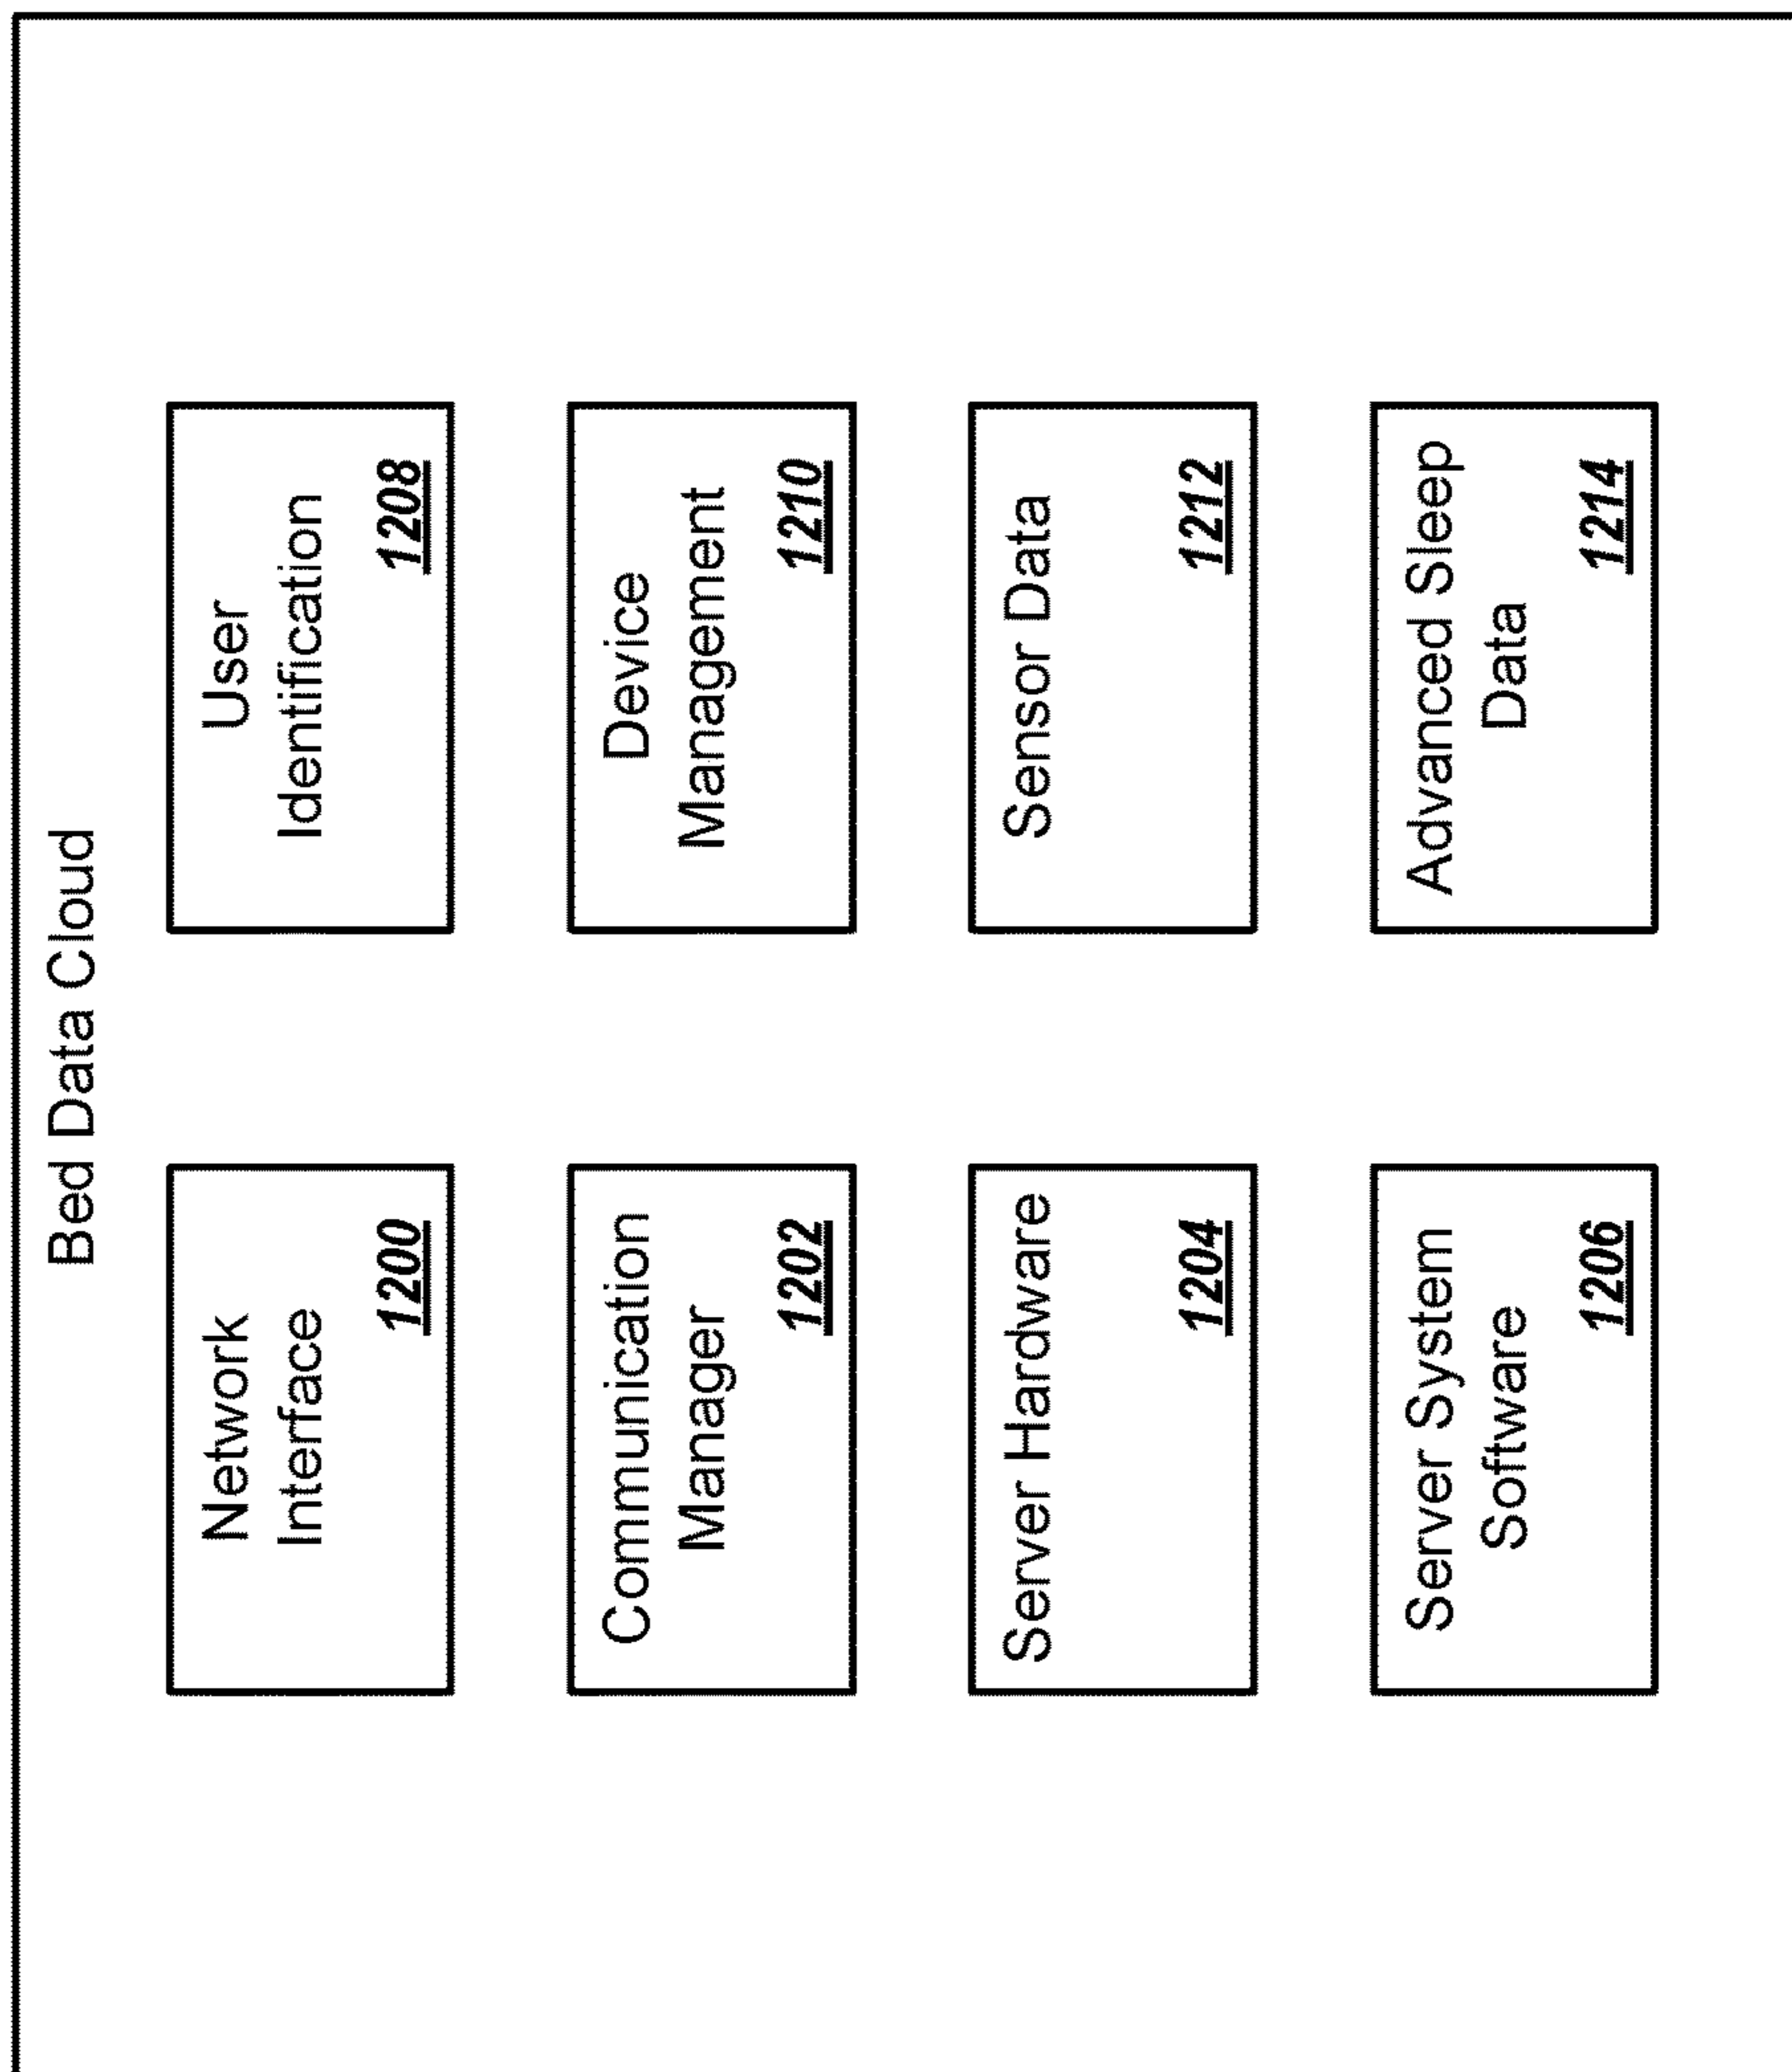 Bed Data Cloud
Network
Interface
1200
Communication
Manager
1202
Server Hardware
1204
Server System
Software
1206
User
Identification
1208
Device
Management
1210
Sensor Data
1212
Advanced Sleep
Data
1214